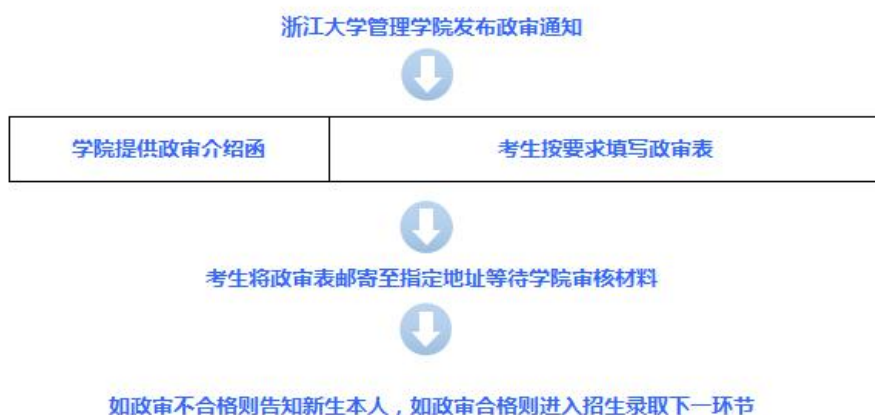 浙江大学管理学院发布政审通知
学院提供政审介绍函
考生按要求填写政审表
考生将政审表邮寄至指定地址等待学院审核材料
如政审不合格则告知新生本人，如政审合格则进入招生录取下一环节